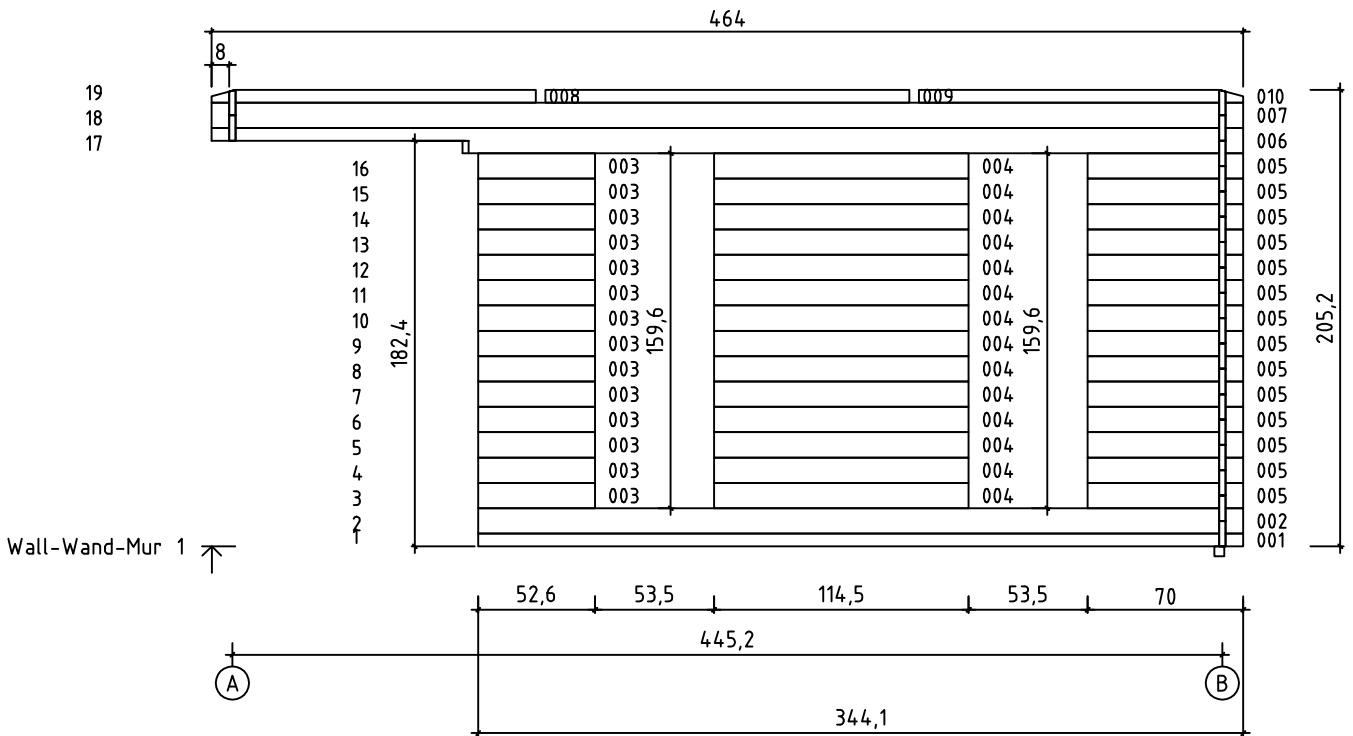 464
8
19 008 009 010
18 007
17 006
16 003 004 005
15 003 004 005
14 003 004 005
13 003 004 005
12 003 004 005
11 003 004 005
10 003 004 005
9 003 004 005
8 003 004 005
7 003 004 005
6 003 004 005
5 003 004 005
4 003 004 005
3 003 004 005
182,4 159,6 159,6 205,2
2 002
1 001
Wall-Wand-Mur 1
52,6 53,5 114,5 53,5 70
445,2
A B
344,1